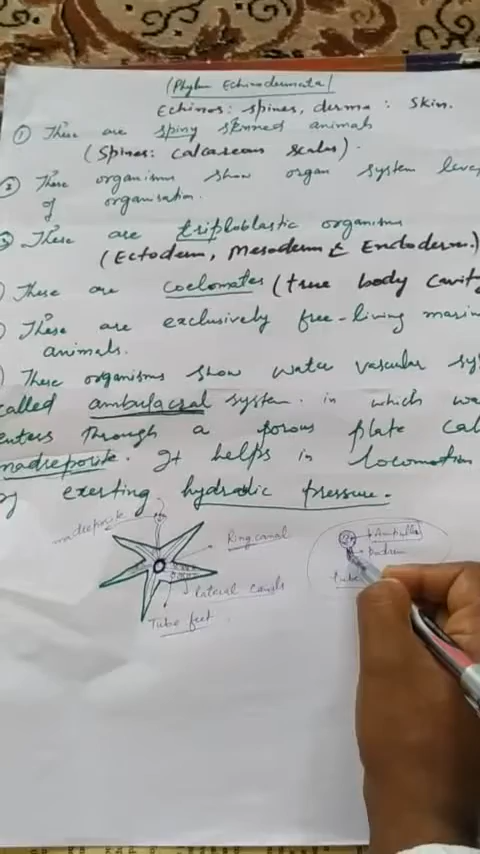 (Phylum Echinodermata)
Echinos: spines, derma: skin.
① These are spiny skinned animals
(Spines: calcareous scales).
② These organisms show organ system leve
of organisation.
③ These are triploblastic organisms
(Ectoderm, Mesoderm & Endoderm.)
) These are coelomates (true body cavity
) These are exclusively free-living marin
animals.
) These organisms show water vascular sys
called ambulacral system. in which wa
enters through a porous plate cal
madreporite. It helps in locomotion
by exerting hydraulic pressure.
madreporite
Ring canal
Ampulla
Podium
Lateral canals
tube
Tube feet